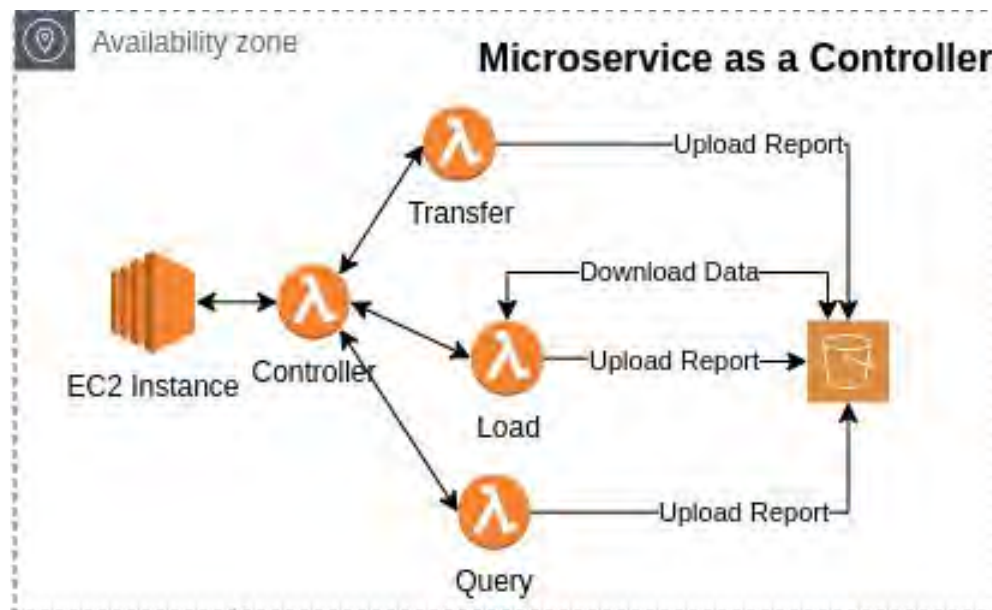 Availability zone
Microservice as a Controller
Upload Report
Transfer
Download Data
Upload Report
EC2 Instance
Controller
Load
Upload Report
Query